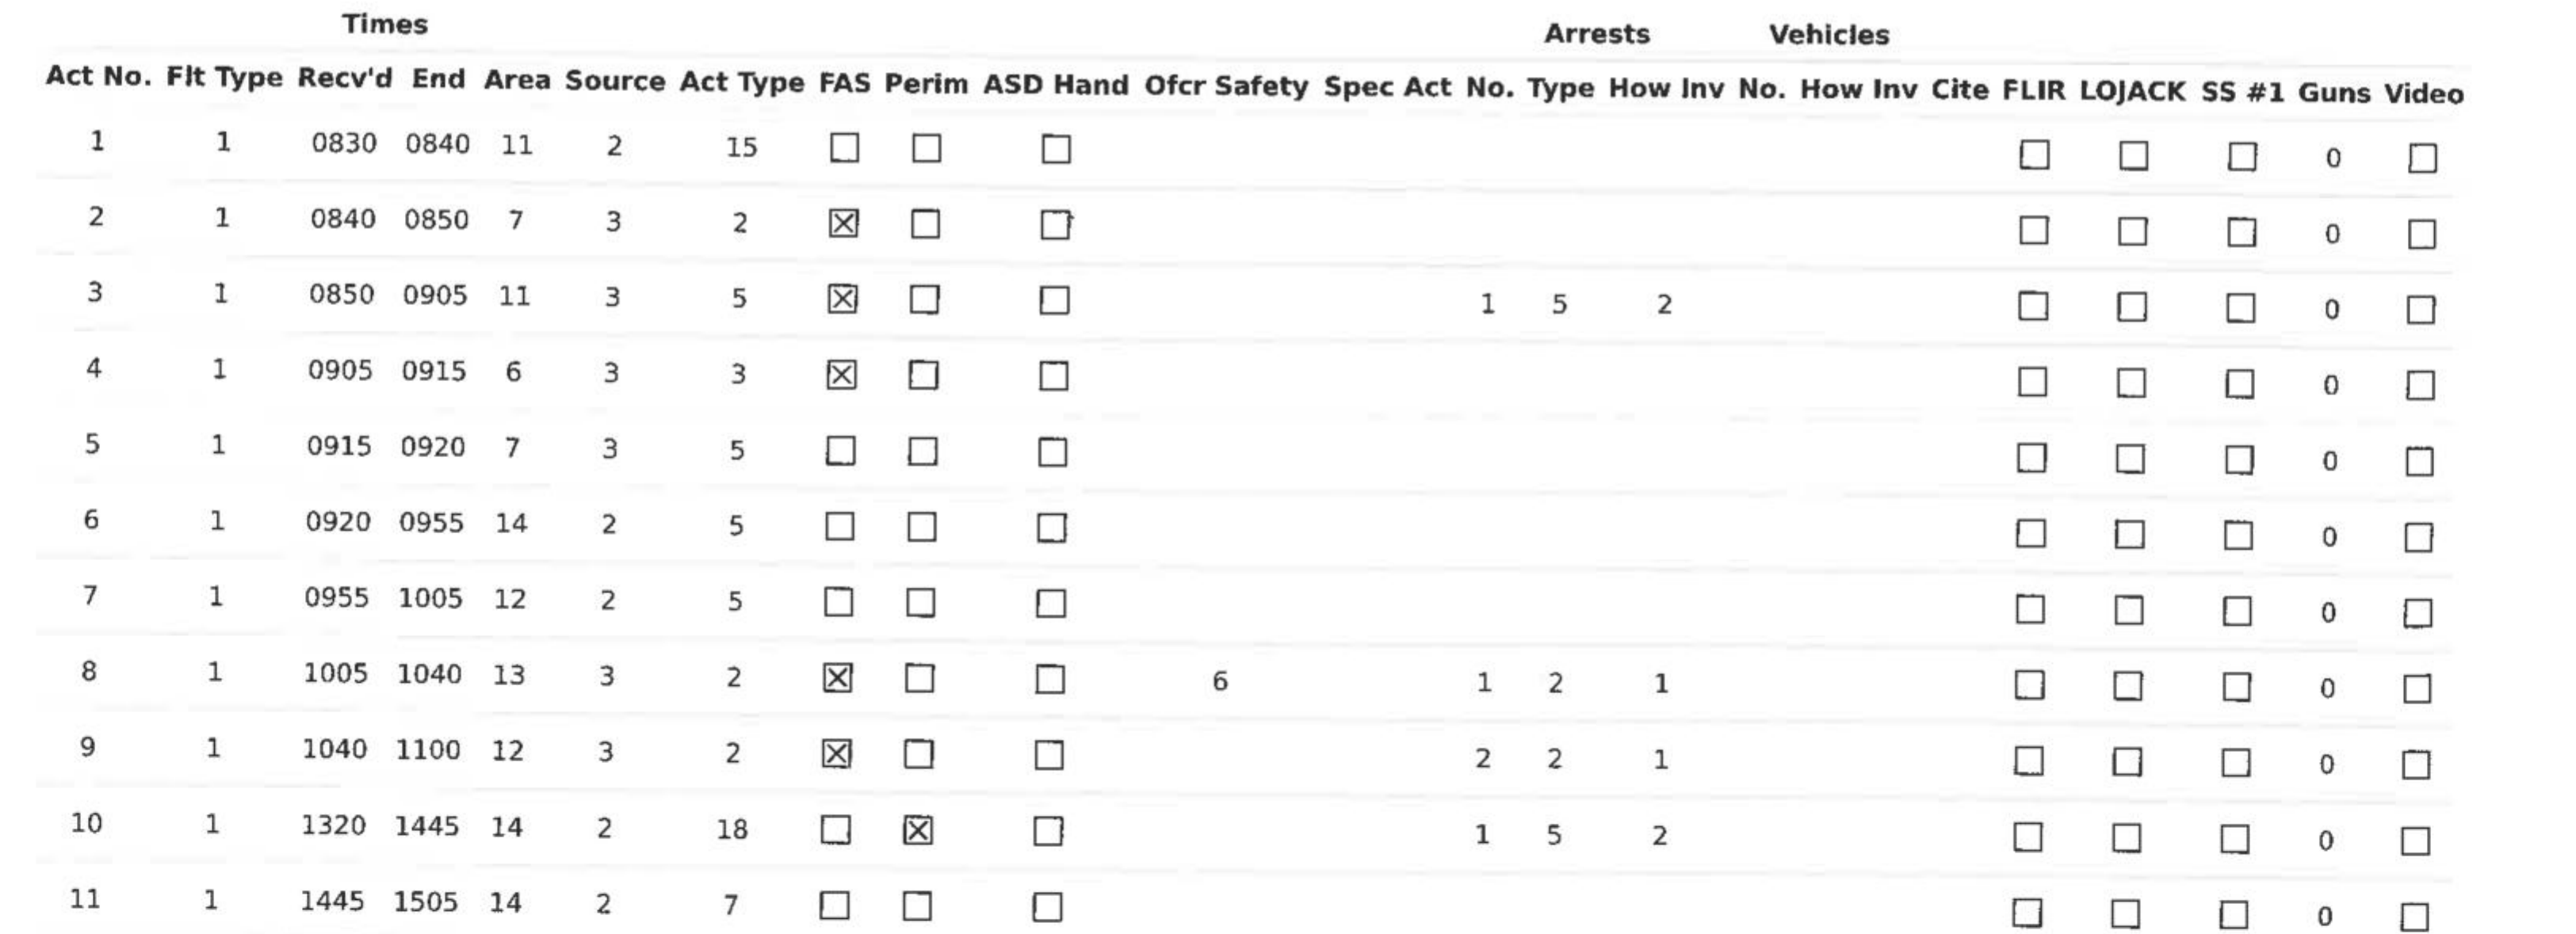 Times Arrests Vehicles
Act No. Flt Type Recv'd End Area Source Act Type FAS Perim ASD Hand Ofcr Safety Spec Act No. Type How Inv No. How Inv Cite FLIR LOJACK SS #1 Guns Video
1 1 0830 0840 11 2 15 ☐ ☐ ☐ ☐ ☐ ☐ 0 ☐
2 1 0840 0850 7 3 2 ☒ ☐ ☐ ☐ ☐ ☐ 0 ☐
3 1 0850 0905 11 3 5 ☒ ☐ ☐ 1 5 2 ☐ ☐ ☐ 0 ☐
4 1 0905 0915 6 3 3 ☒ ☐ ☐ ☐ ☐ ☐ 0 ☐
5 1 0915 0920 7 3 5 ☐ ☐ ☐ ☐ ☐ ☐ 0 ☐
6 1 0920 0955 14 2 5 ☐ ☐ ☐ ☐ ☐ ☐ 0 ☐
7 1 0955 1005 12 2 5 ☐ ☐ ☐ ☐ ☐ ☐ 0 ☐
8 1 1005 1040 13 3 2 ☒ ☐ ☐ 6 1 2 1 ☐ ☐ ☐ 0 ☐
9 1 1040 1100 12 3 2 ☒ ☐ ☐ 2 2 1 ☐ ☐ ☐ 0 ☐
10 1 1320 1445 14 2 18 ☐ ☒ ☐ 1 5 2 ☐ ☐ ☐ 0 ☐
11 1 1445 1505 14 2 7 ☐ ☐ ☐ ☐ ☐ ☐ 0 ☐